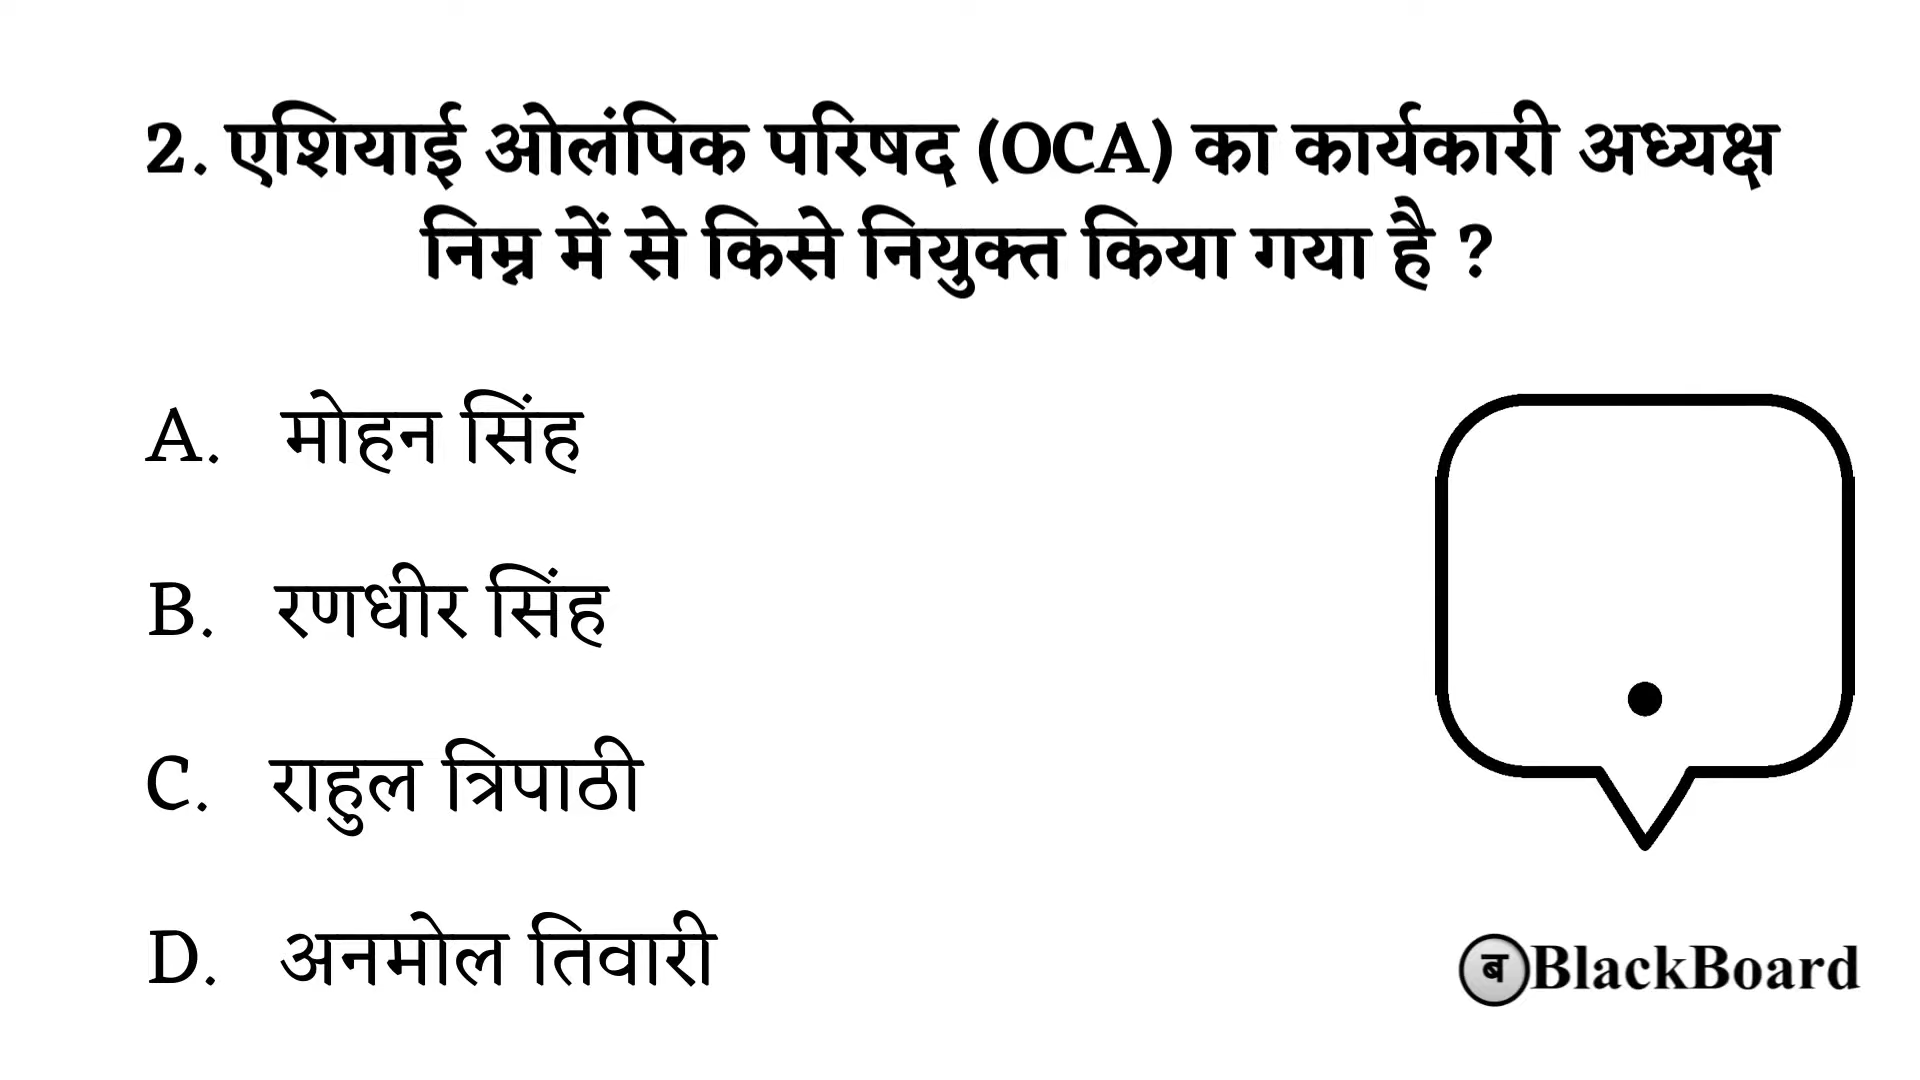 2. एशियाई ओलंपिक परिषद (OCA) का कार्यकारी अध्यक्ष
निम्न में से किसे नियुक्त किया गया है ?
A. मोहन सिंह
B. रणधीर सिंह
C. राहुल त्रिपाठी
D. अनमोल तिवारी
ब BlackBoard